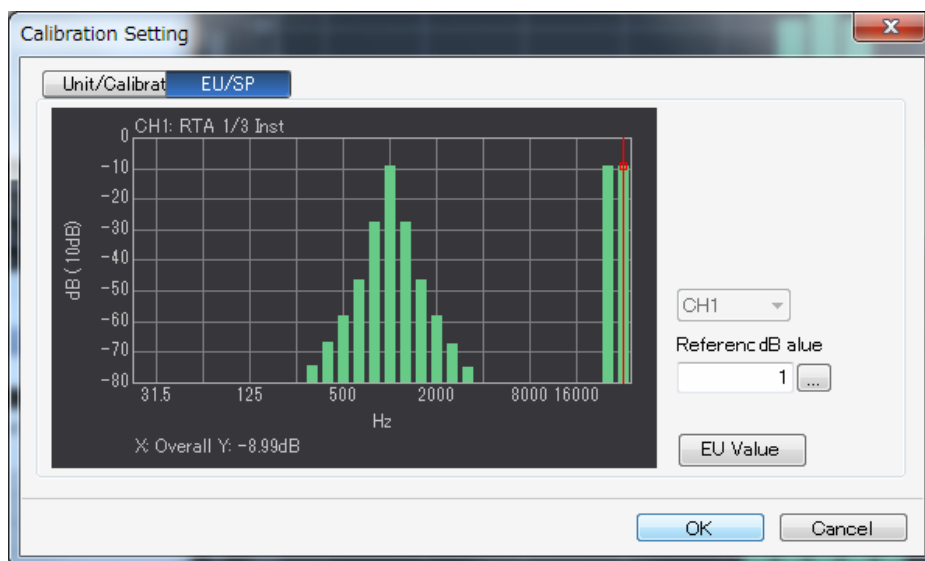 Calibration Setting
Unit/Calibrat EU/SP
CH1: RTA 1/3 Inst
0
-10
-20
-30
-40
-50
-60
-70
-80
dB(10dB)
31.5 125 500 2000 8000 16000
Hz
X: Overall Y: -8.99dB
CH1
Referenc dB alue
1 ...
EU Value
OK Cancel